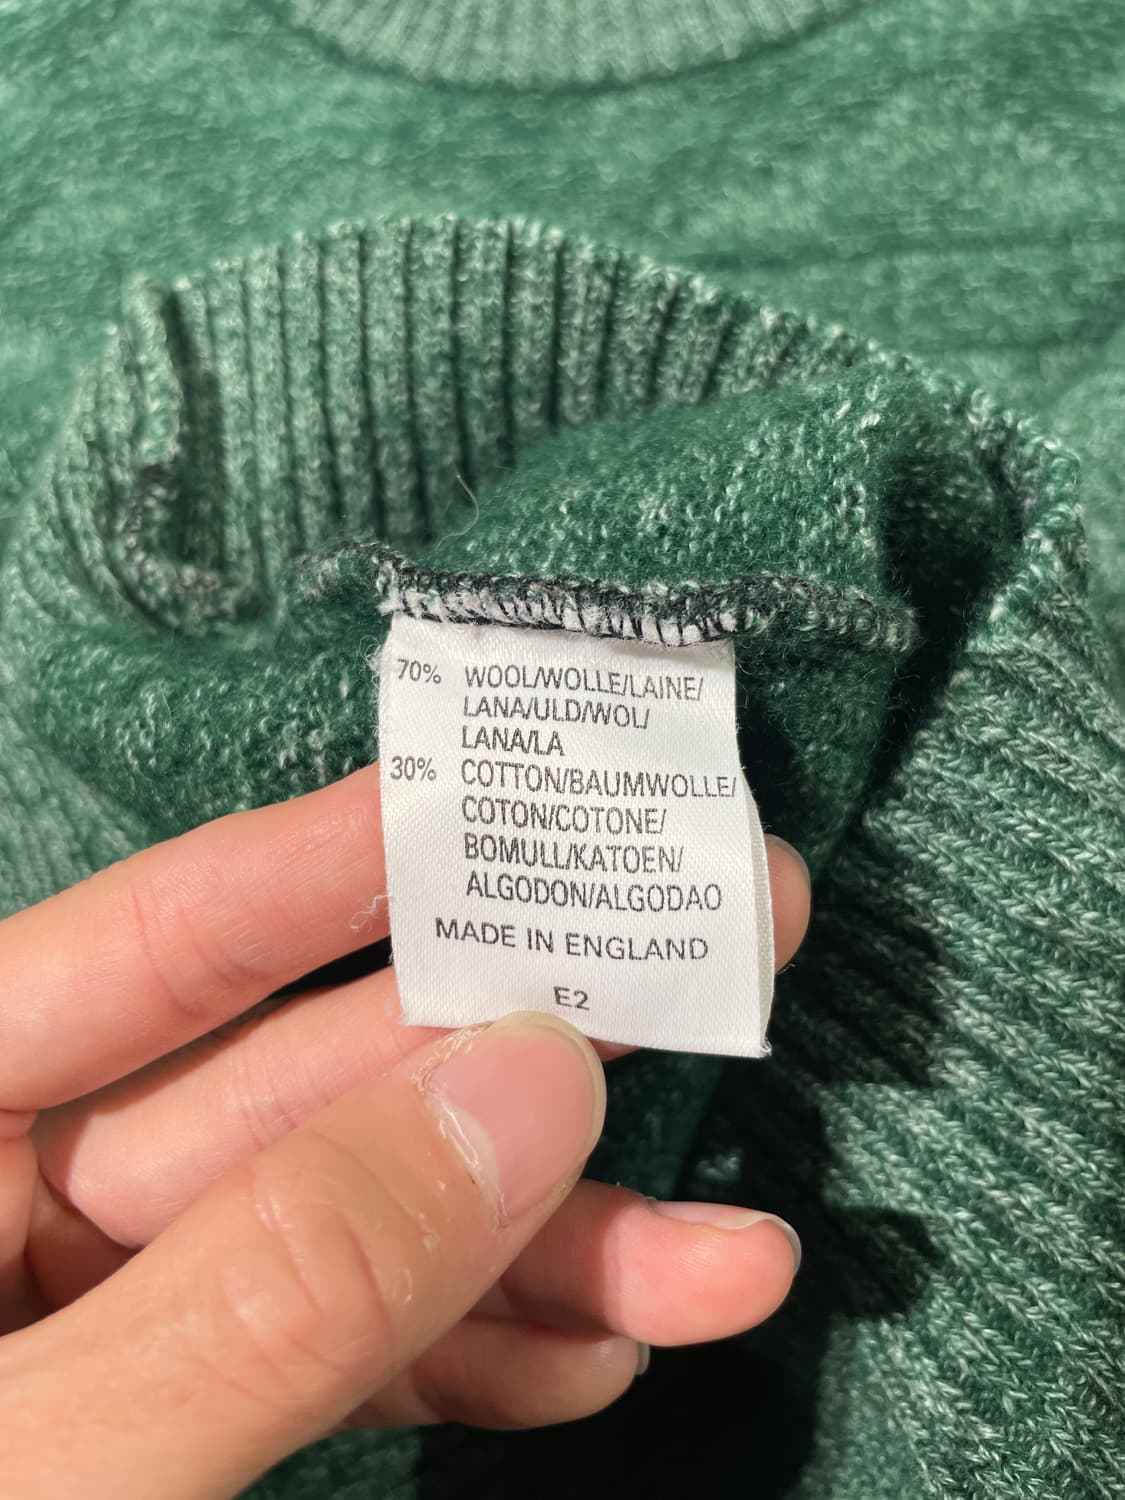 70% WOOL/WOLLE/LAINE/
LANA/ULD/WOL/
LANA/LA
30% COTTON/BAUMWOLLE/
COTON/COTONE/
BOMULL/KATOEN/
ALGODON/ALGODAO
MADE IN ENGLAND
E2